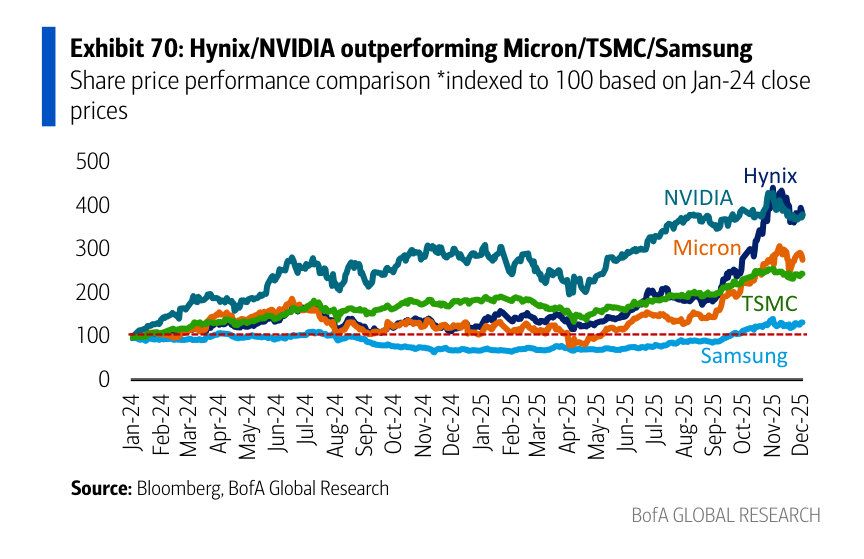 Exhibit 70: Hynix/NVIDIA outperforming Micron/TSMC/Samsung
Share price performance comparison *indexed to 100 based on Jan-24 close
prices
500
400
300
200
100
0
Hynix
NVIDIA
Micron
TSMC
Samsung
Jan-24
Feb-24
Mar-24
Apr-24
May-24
Jun-24
Jul-24
Aug-24
Sep-24
Oct-24
Nov-24
Dec-24
Jan-25
Feb-25
Mar-25
Apr-25
May-25
Jun-25
Jul-25
Aug-25
Sep-25
Oct-25
Nov-25
Dec-25
Source: Bloomberg, BofA Global Research
BofA GLOBAL RESEARCH